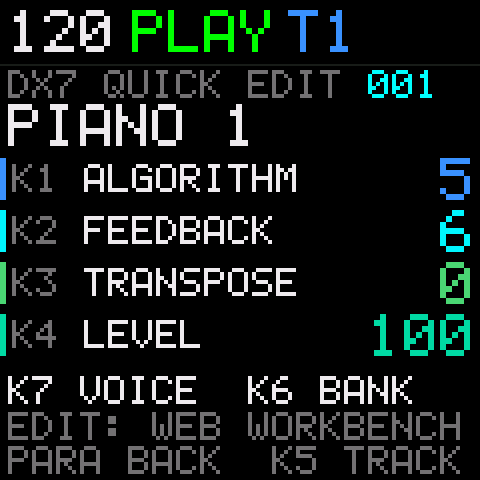 120 PLAY T1
DX7 QUICK EDIT 001
PIANO 1
K1 ALGORITHM 5
K2 FEEDBACK 6
K3 TRANSPOSE 0
K4 LEVEL 100
K7 VOICE K6 BANK
EDIT: WEB WORKBENCH
PARA BACK K5 TRACK